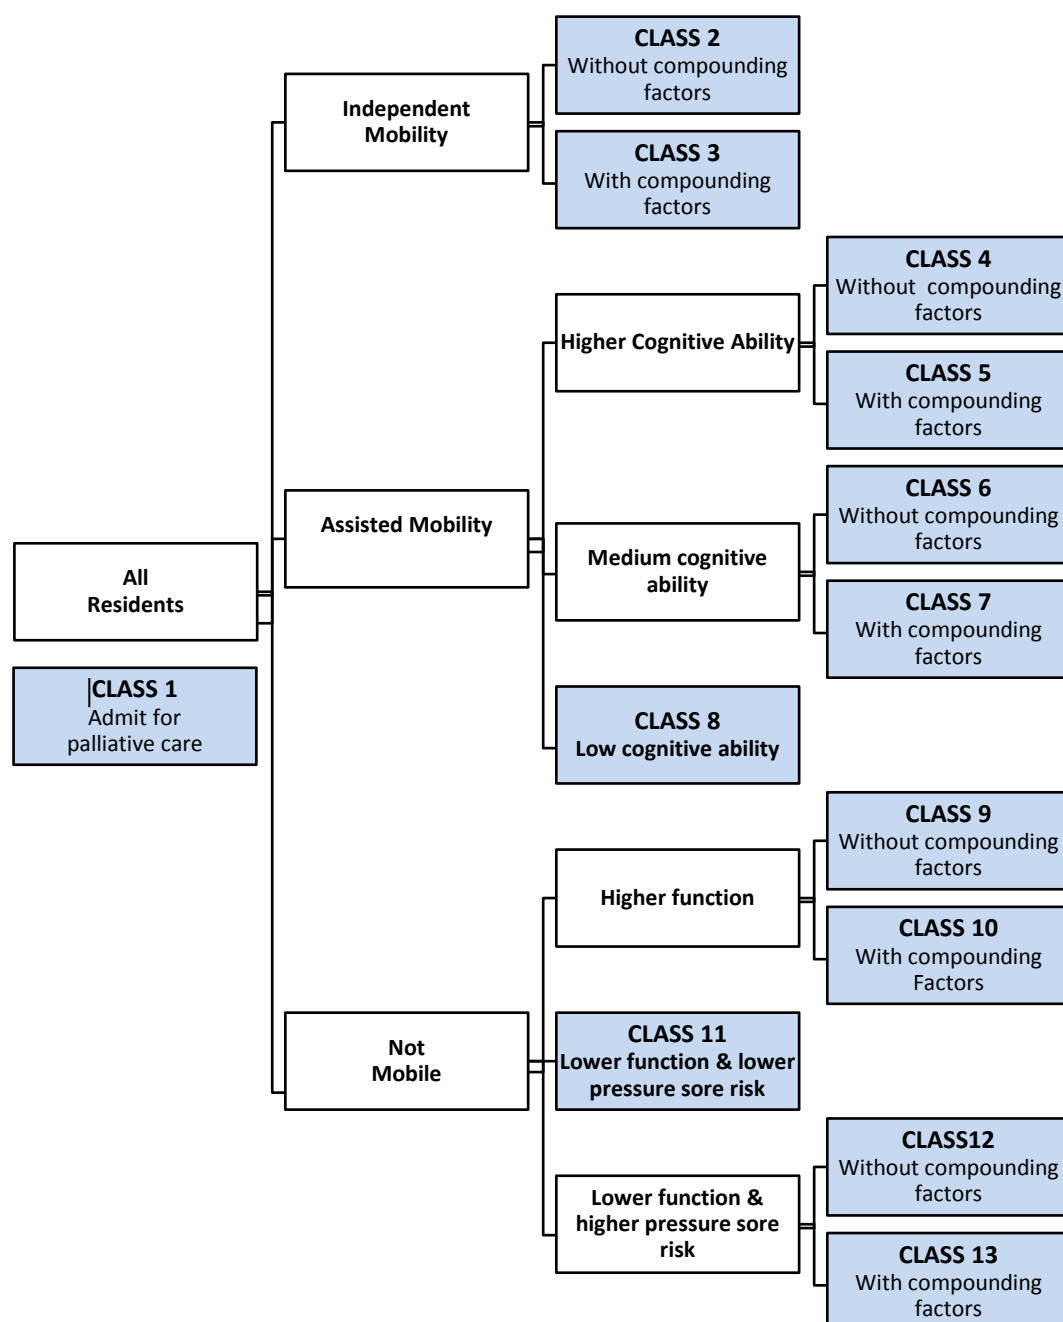 CLASS 2
Without compounding
factors
Independent
Mobility
CLASS 3
With compounding
factors
CLASS 4
Without  compounding
factors
Higher Cognitive Ability
CLASS 5
With compounding
factors
CLASS 6
Without compounding
factors
Assisted Mobility
Medium cognitive
ability
CLASS 7
With compounding
factors
All
Residents
CLASS 1
Admit for
palliative care
CLASS 8
Low cognitive ability
CLASS 9
Without compounding
factors
Higher function
CLASS 10
With compounding
Factors
Not
Mobile
CLASS 11
Lower function & lower
pressure sore risk
CLASS12
Without compounding
factors
Lower function &
higher pressure sore
risk
CLASS 13
With compounding
factors